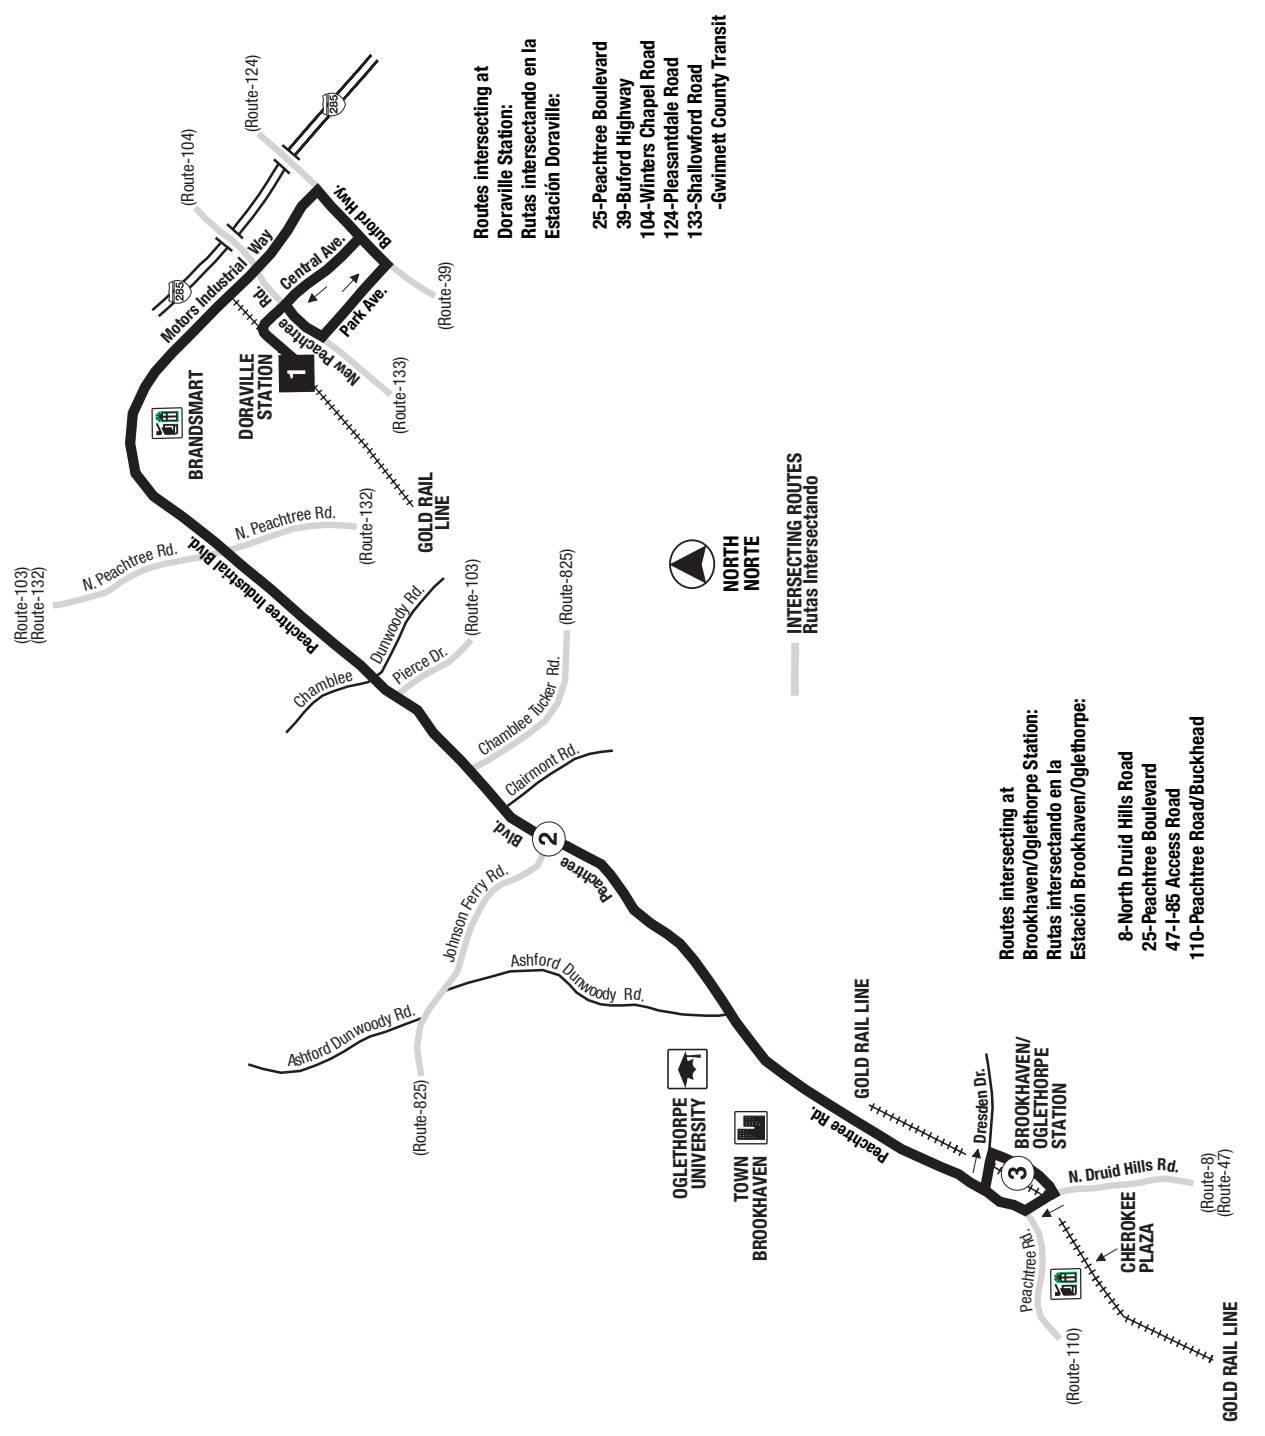 (Route-103)
(Route-132)
N. Peachtree Rd.
N. Peachtree Rd.
(Route-132)
Peachtree Industrial Blvd.
BRANDSMART
Motors Industrial Way
285
(Route-104)
(Route-124)
285
Buford Hwy.
Central Ave.
Park Ave.
New Peachtree Rd.
DORAVILLE
STATION
1
(Route-39)
(Route-133)
GOLD RAIL
LINE
Routes intersecting at
Doraville Station:
Rutas intersectando en la
Estación Doraville:
25-Peachtree Boulevard
39-Buford Highway
104-Winters Chapel Road
124-Pleasantdale Road
133-Shallowford Road
-Gwinnett County Transit
Chamblee Dunwoody Rd.
Pierce Dr.
(Route-103)
Chamblee Tucker Rd.
(Route-825)
Clairmont Rd.
2
Peachtree Blvd.
Johnson Ferry Rd.
Ashford Dunwoody Rd.
Ashford Dunwoody Rd.
(Route-825)
NORTH
NORTE
INTERSECTING ROUTES
Rutas Intersectando
OGLETHORPE
UNIVERSITY
TOWN
BROOKHAVEN
Peachtree Rd.
GOLD RAIL LINE
Dresden Dr.
BROOKHAVEN/
OGLETHORPE
STATION
3
N. Druid Hills Rd.
(Route-8)
(Route-47)
Peachtree Rd.
(Route-110)
CHEROKEE
PLAZA
GOLD RAIL LINE
Routes intersecting at
Brookhaven/Oglethorpe Station:
Rutas intersectando en la
Estación Brookhaven/Oglethorpe:
8-North Druid Hills Road
25-Peachtree Boulevard
47-I-85 Access Road
110-Peachtree Road/Buckhead